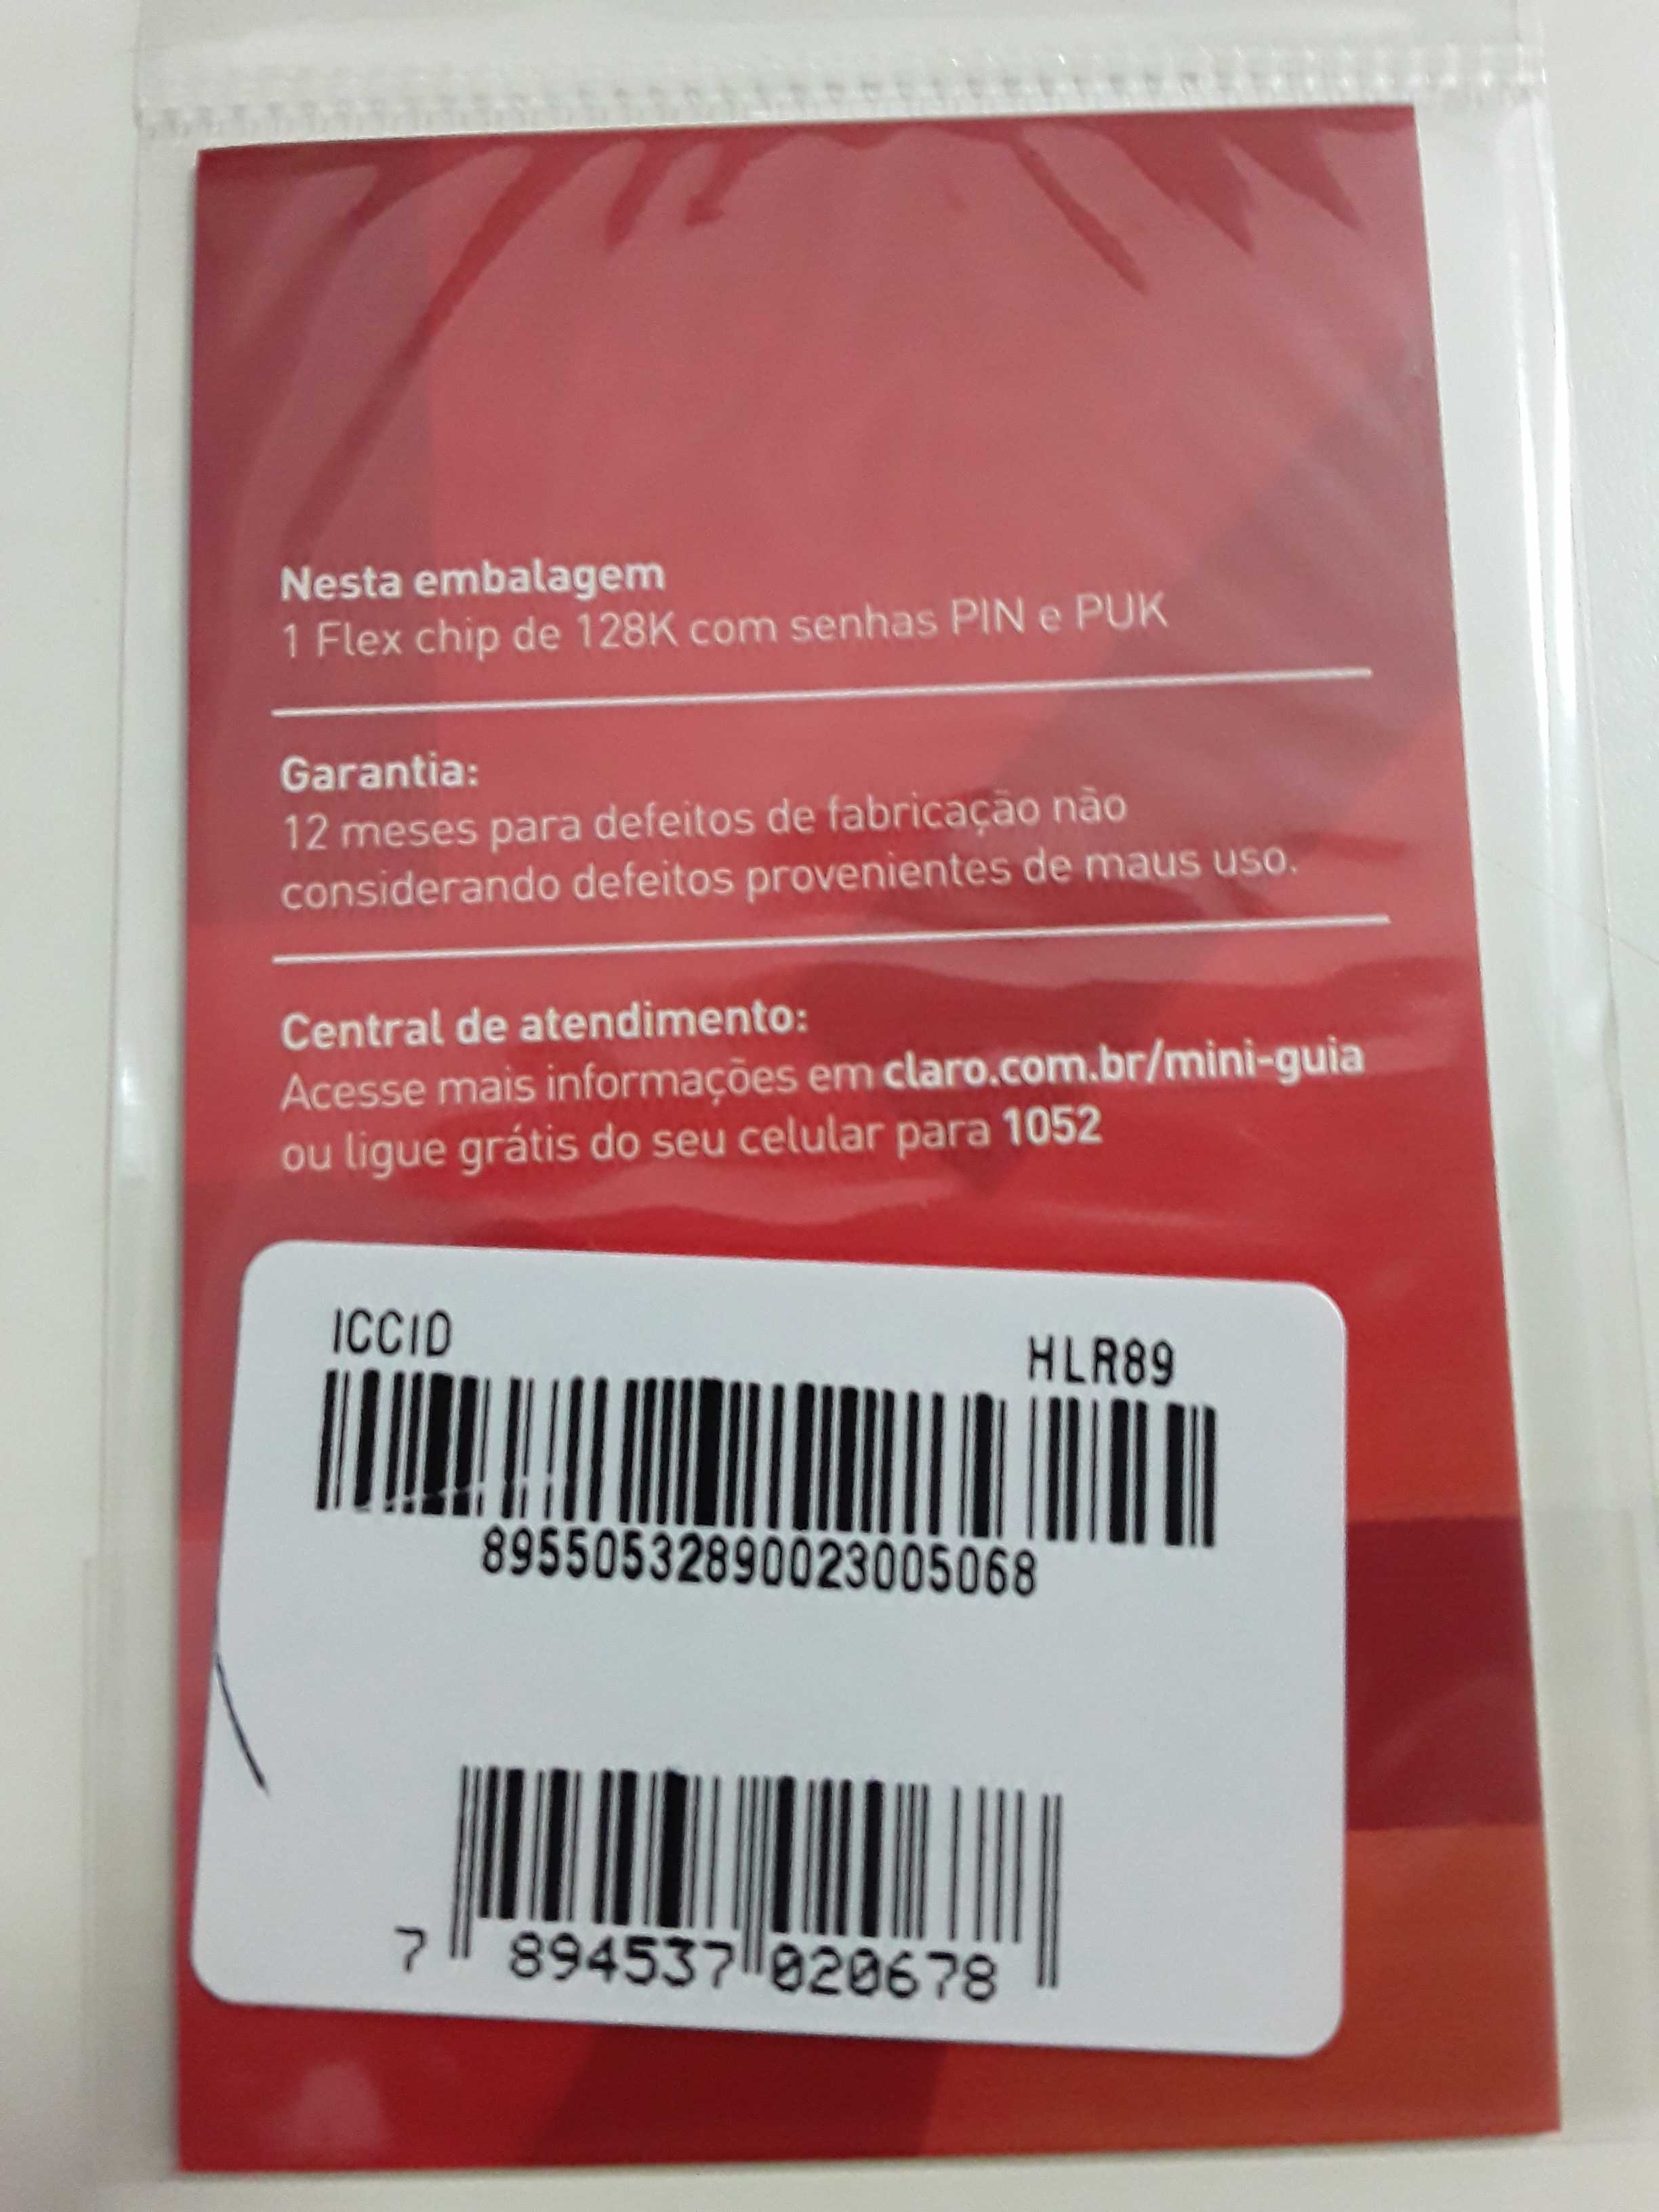 Nesta embalagem
1 Flex chip de 128K com senhas PIN e PUK
Garantia:
12 meses para defeitos de fabricação não
considerando defeitos provenientes de maus uso.
Central de atendimento:
Acesse mais informações em claro.com.br/mini-guia
ou ligue grátis do seu celular para 1052
ICCID
HLR89
89550532890023005068
7 894537 020678